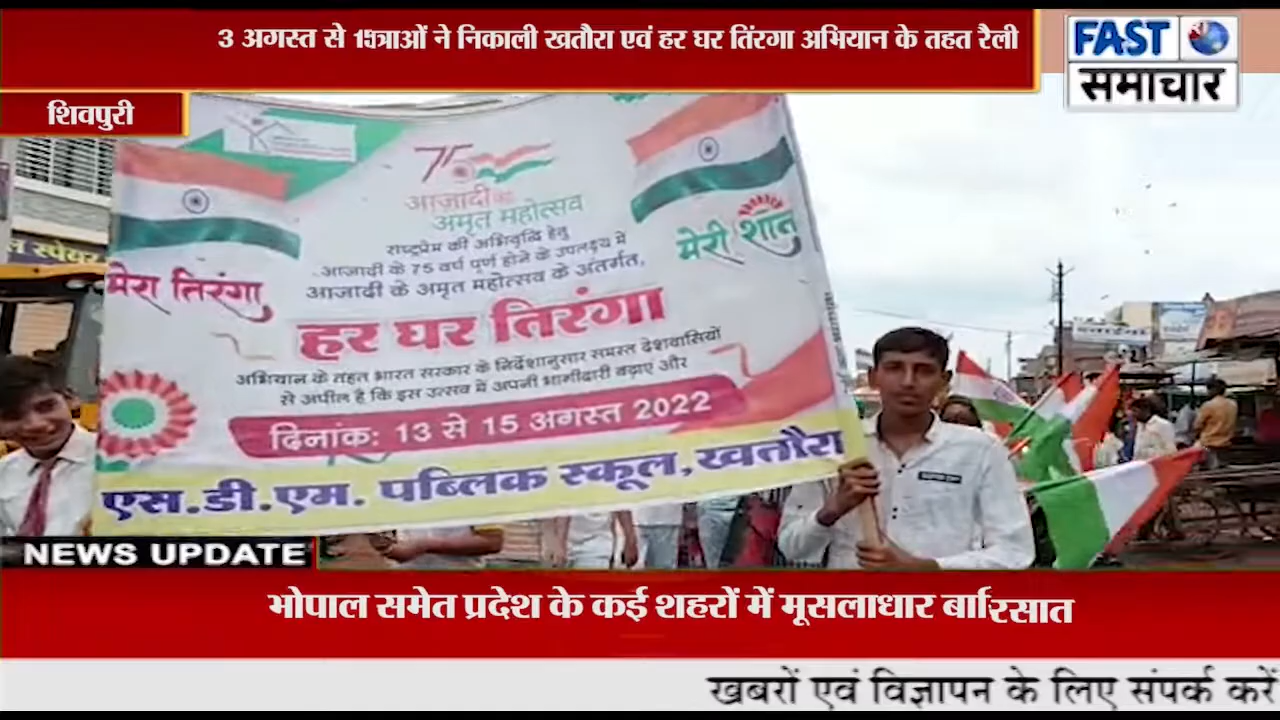 3 अगस्त से 15त्राओं ने निकाली खतौरा एवं हर घर तिंरगा अभियान के तहत रैली
FAST
समाचार
शिवपुरी
75
आज़ादी का
अमृत महोत्सव
राष्ट्रप्रेम की अभिवृद्धि हेतु
आजादी के 75 वर्ष पूर्ण होने के उपलक्ष्य में
आजादी के अमृत महोत्सव के अंतर्गत,
मेरा तिरंगा
मेरी शान
हर घर तिरंगा
अभियान के तहत भारत सरकार के निर्देशानुसार समस्त देशवासियों
से अपील है कि इस उत्सव में अपनी भागीदारी बढ़ाए और
दिनांक: 13 से 15 अगस्त 2022
एस.डी.एम. पब्लिक स्कूल, खतौरा
ल स्पेयर
NEWS UPDATE
भोपाल समेत प्रदेश के कई शहरों में मूसलाधार बारिसात
खबरों एवं विज्ञापन के लिए संपर्क करें